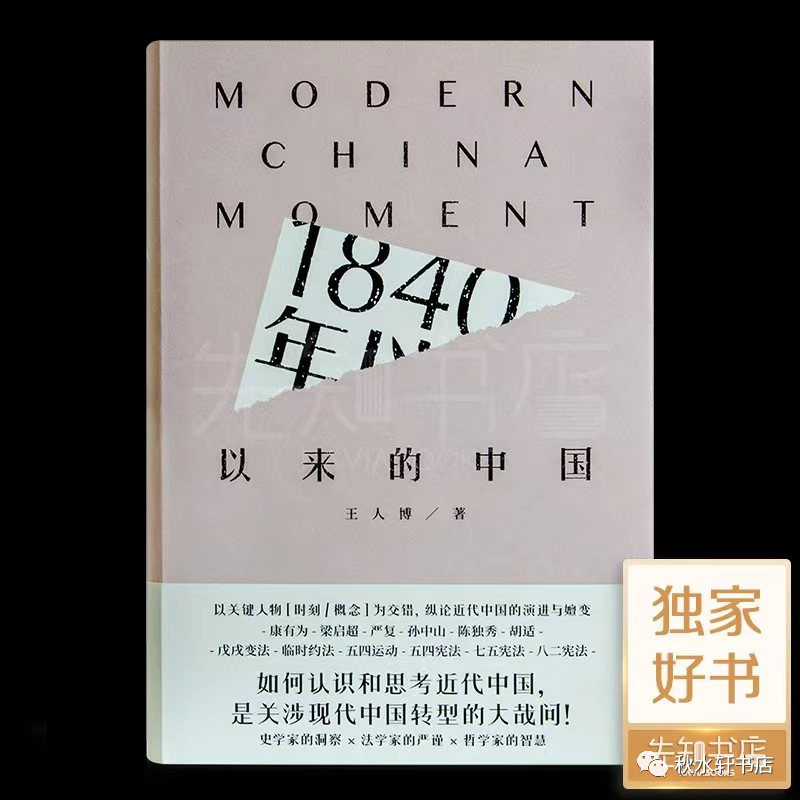 MODERN
CHINA
MOMENT
1840
年以
以来的中国
王人博／著
以关键人物[时刻/概念]为交错，纵论近代中国的演进与嬗变
-康有为-梁启超-严复-孙中山-陈独秀-胡适-
-戊戌变法-临时约法-五四运动-五四宪法-七五宪法-八二宪法-
如何认识和思考近代中国，
是关涉现代中国转型的大哉问！
史学家的洞察×法学家的严谨×哲学家的智慧
先知书店
独家
好书
先知书店
秋水轩书店